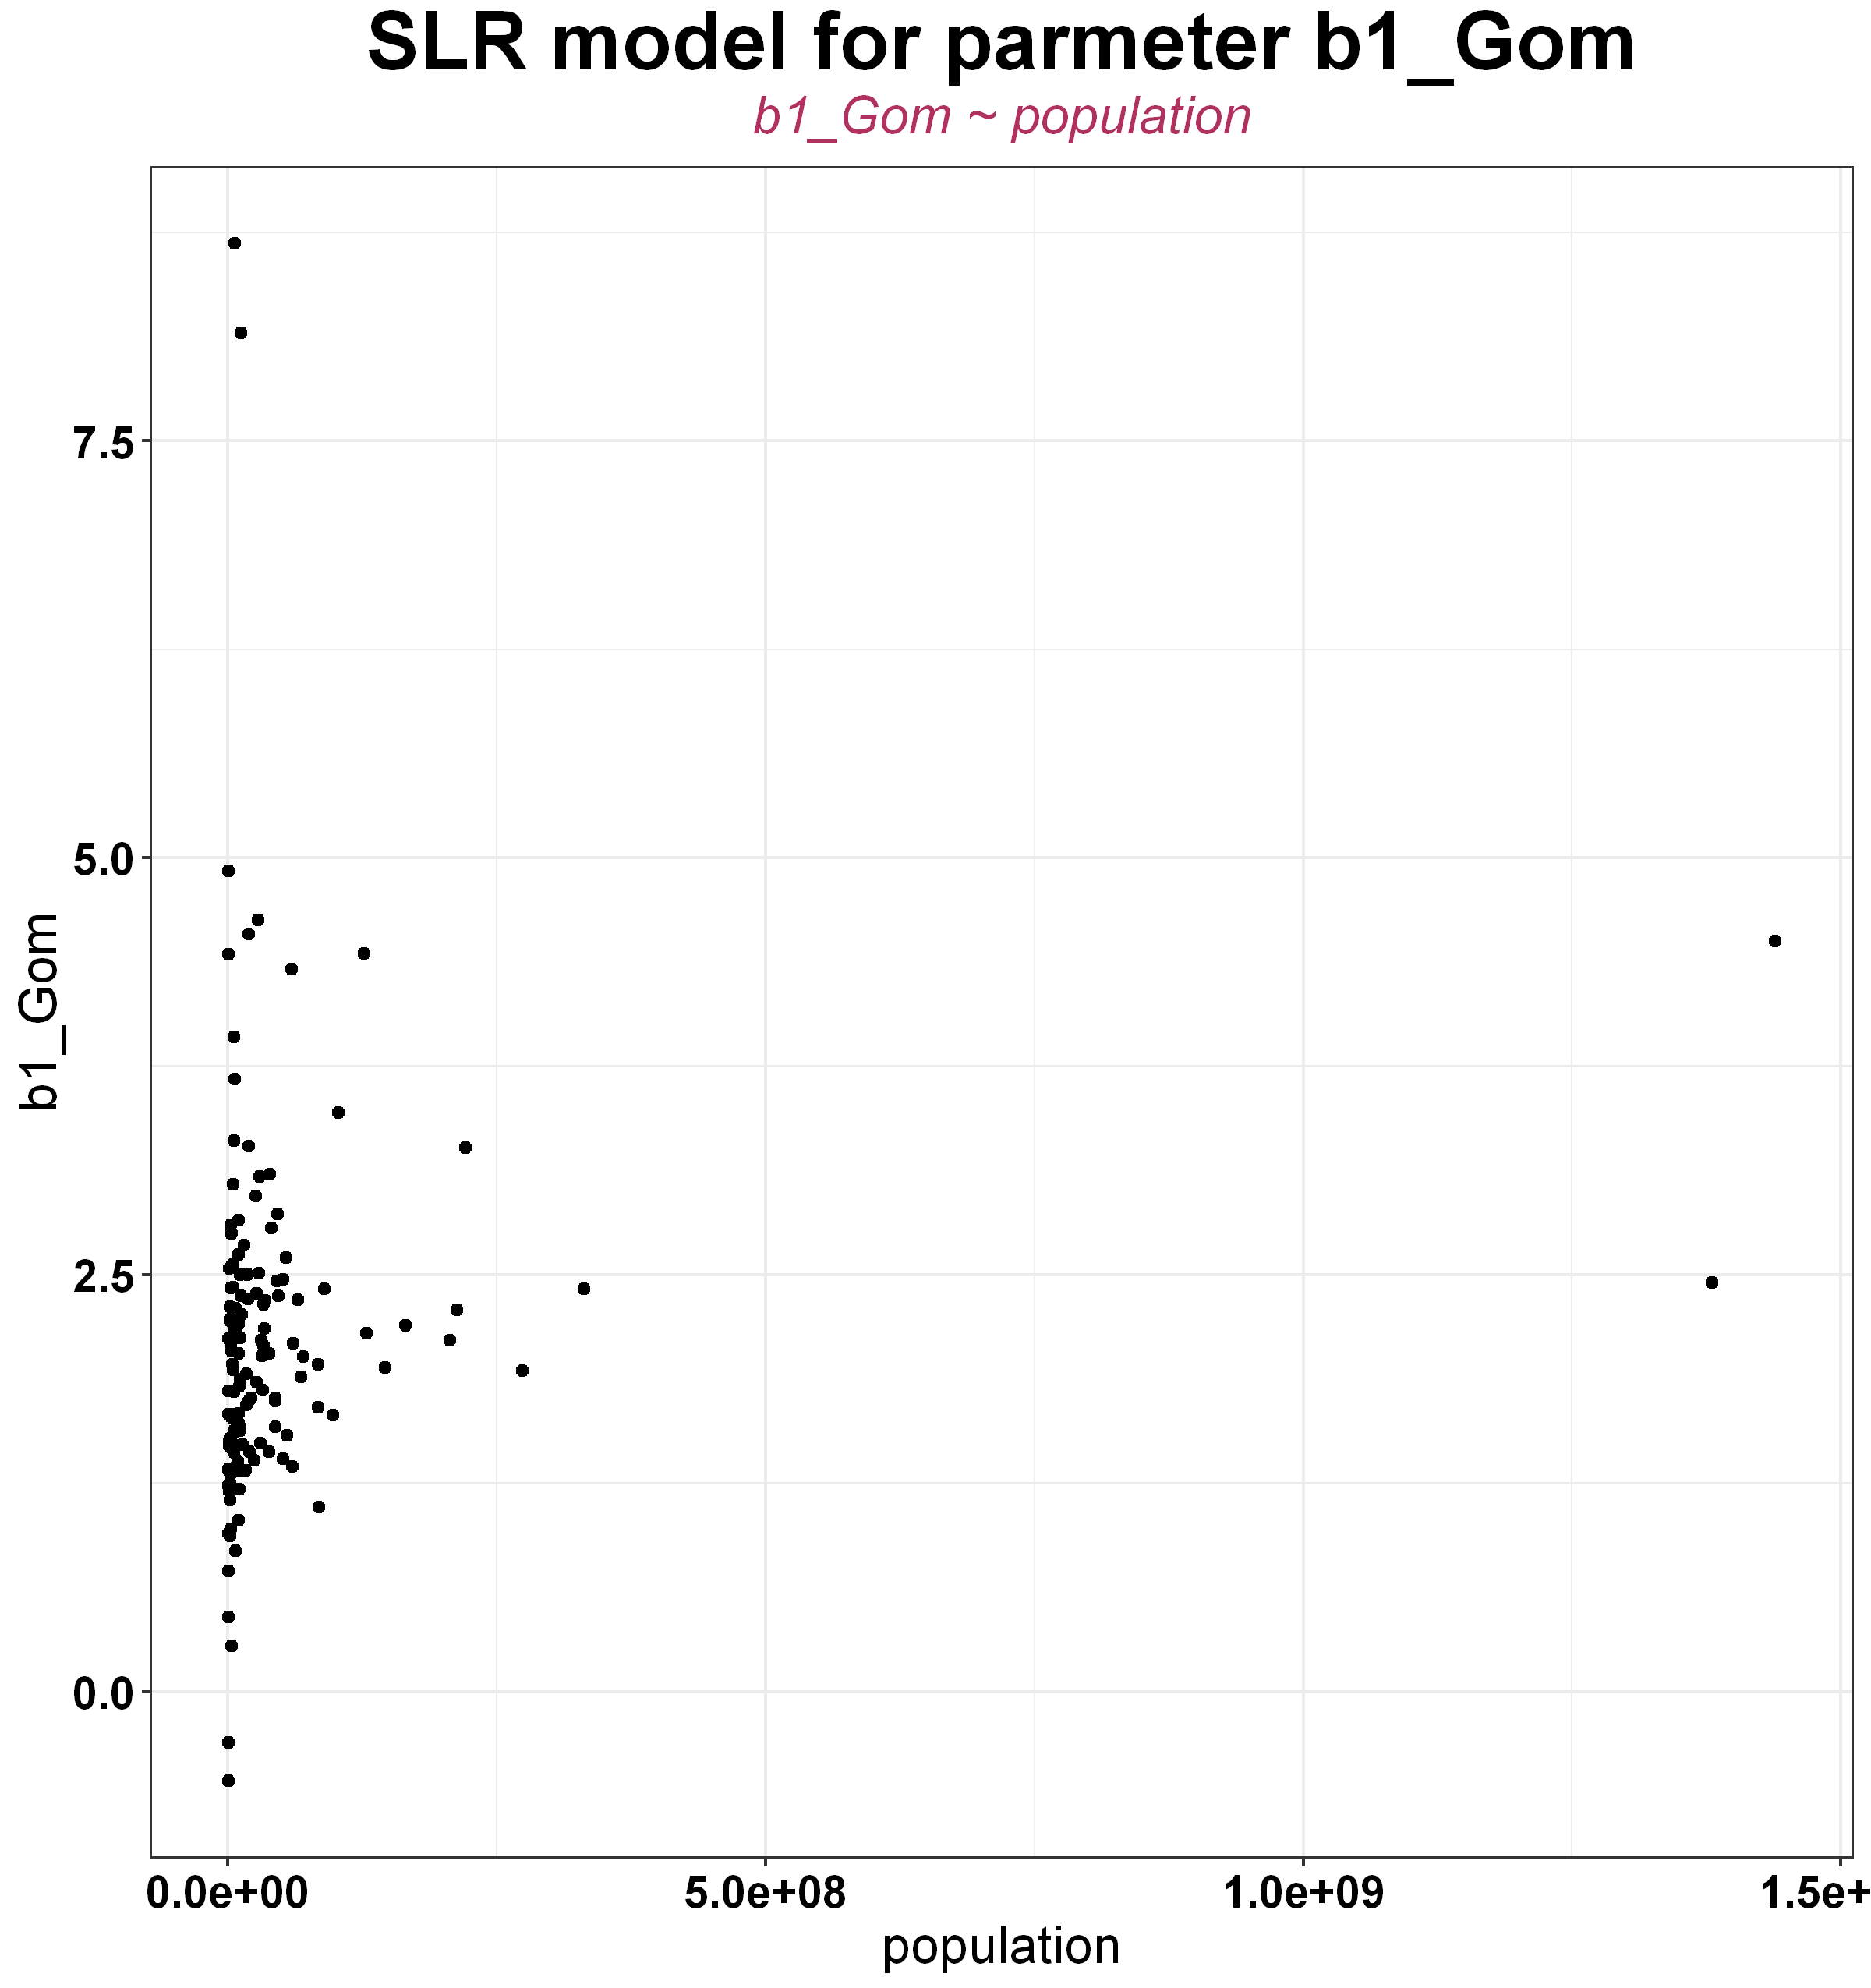 SLR model for parmeter b1_Gom
b1_Gom ~ population
7.5
5.0
2.5
0.0
b1_Gom
0.0e+00 5.0e+08 1.0e+09 1.5e+
population